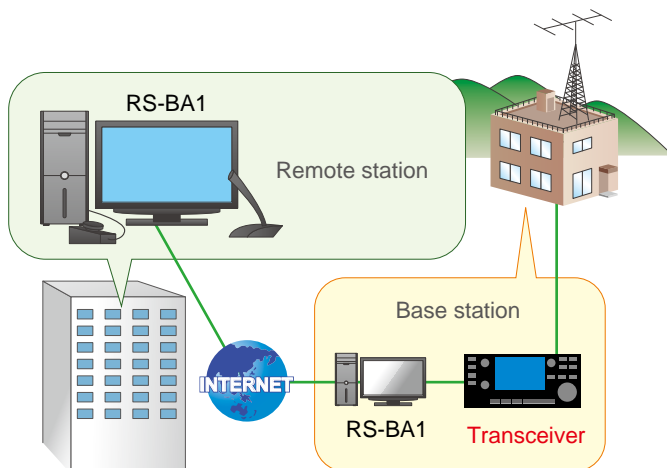 RS-BA1
Remote station
Base station
INTERNET
RS-BA1
Transceiver